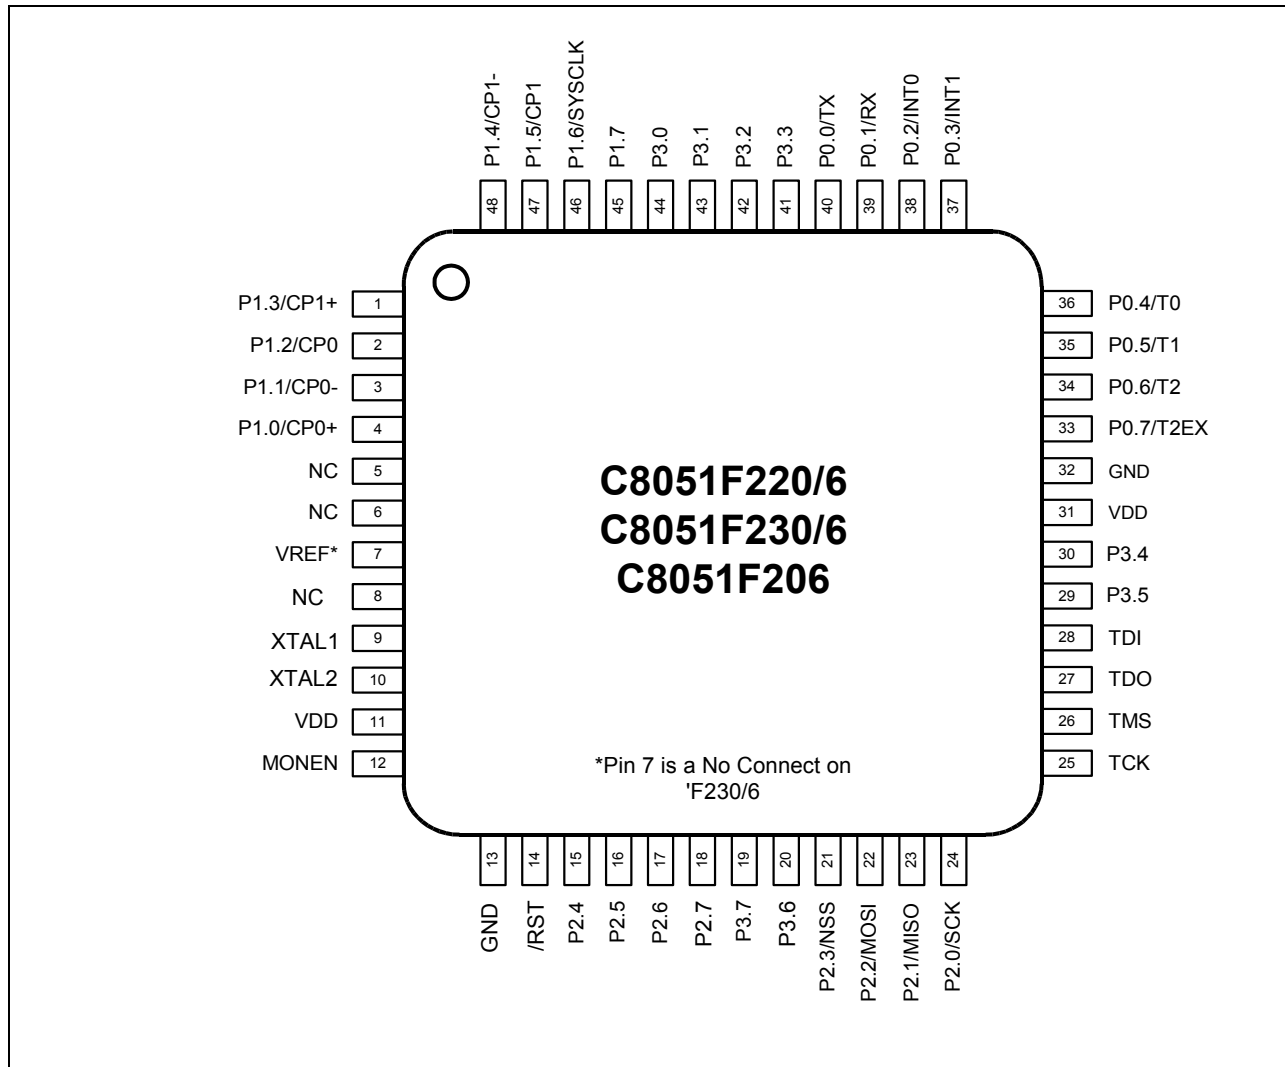 P1.4/CP1-
P1.5/CP1
P1.6/SYSCLK
P1.7
P3.0
P3.1
P3.2
P3.3
P0.0/TX
P0.1/RX
P0.2/INT0
P0.3/INT1
48
47
46
45
44
43
42
41
40
39
38
37
P1.3/CP1+ 1
P1.2/CP0 2
P1.1/CP0- 3
P1.0/CP0+ 4
NC 5
NC 6
VREF* 7
NC 8
XTAL1 9
XTAL2 10
VDD 11
MONEN 12
C8051F220/6
C8051F230/6
C8051F206
*Pin 7 is a No Connect on
'F230/6
36 P0.4/T0
35 P0.5/T1
34 P0.6/T2
33 P0.7/T2EX
32 GND
31 VDD
30 P3.4
29 P3.5
28 TDI
27 TDO
26 TMS
25 TCK
13
14
15
16
17
18
19
20
21
22
23
24
GND
/RST
P2.4
P2.5
P2.6
P2.7
P3.7
P3.6
P2.3/NSS
P2.2/MOSI
P2.1/MISO
P2.0/SCK